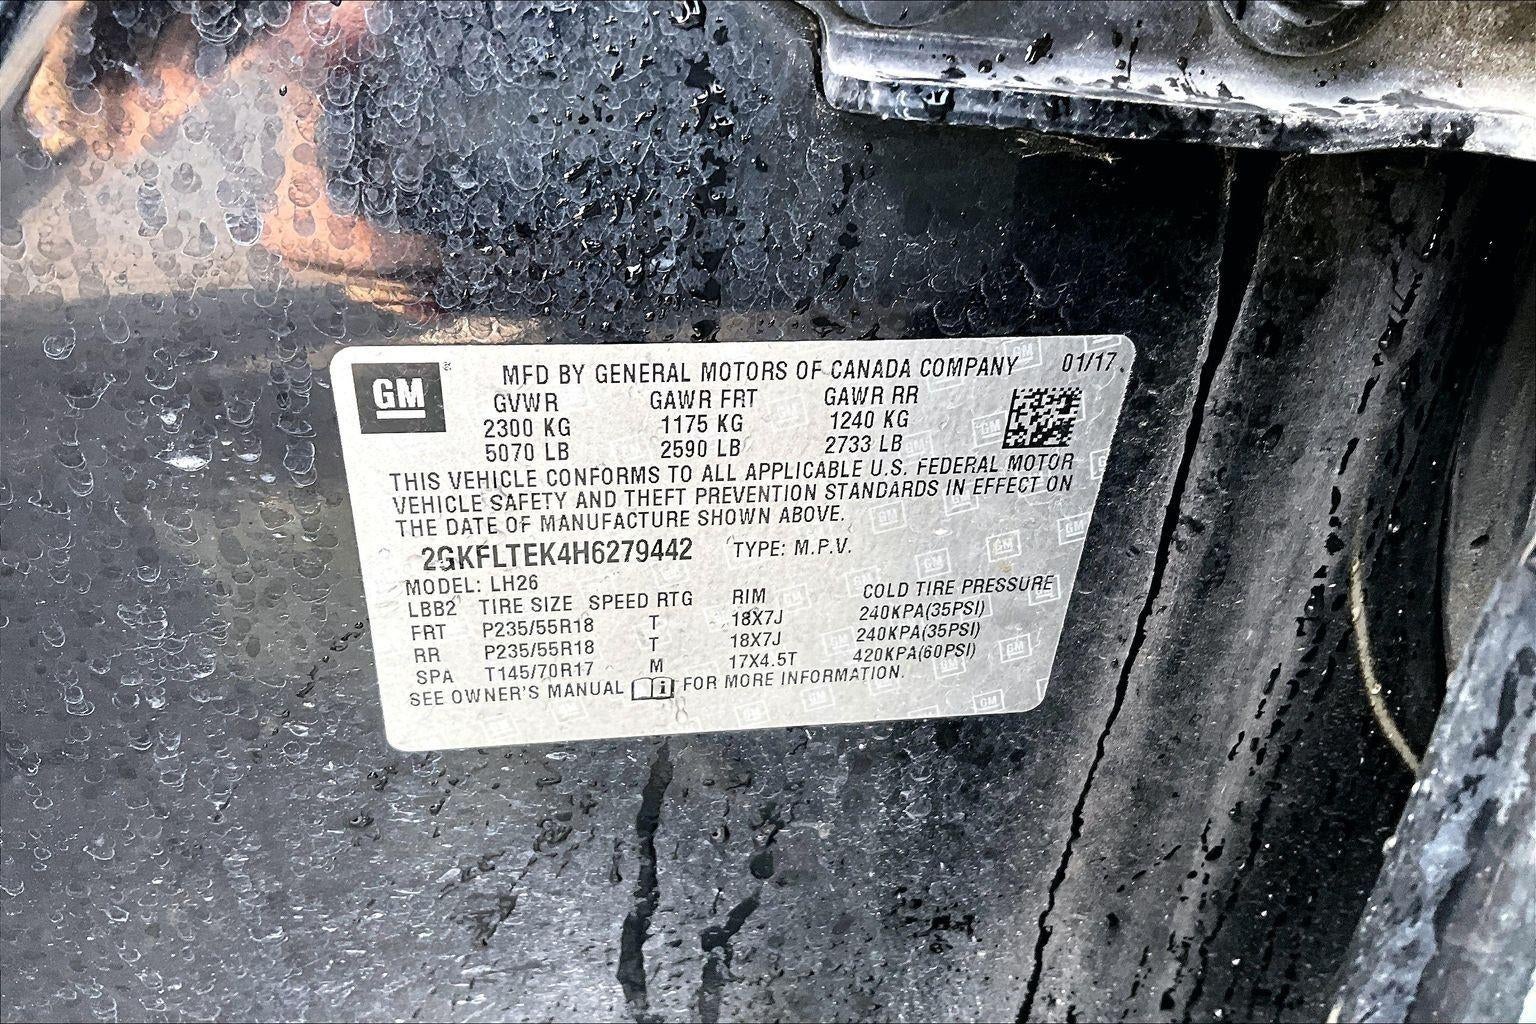 GM MFD BY GENERAL MOTORS OF CANADA COMPANY 01/17
GVWR GAWR FRT GAWR RR
2300 KG 1175 KG 1240 KG
5070 LB 2590 LB 2733 LB
THIS VEHICLE CONFORMS TO ALL APPLICABLE U.S. FEDERAL MOTOR
VEHICLE SAFETY AND THEFT PREVENTION STANDARDS IN EFFECT ON
THE DATE OF MANUFACTURE SHOWN ABOVE.
2GKFLTEK4H6279442 TYPE: M.P.V.
MODEL: LH26
LBB2 TIRE SIZE SPEED RTG RIM COLD TIRE PRESSURE
FRT P235/55R18 T 18X7J 240KPA(35PSI)
RR P235/55R18 T 18X7J 240KPA(35PSI)
SPA T145/70R17 M 17X4.5T 420KPA(60PSI)
SEE OWNER'S MANUAL FOR MORE INFORMATION.